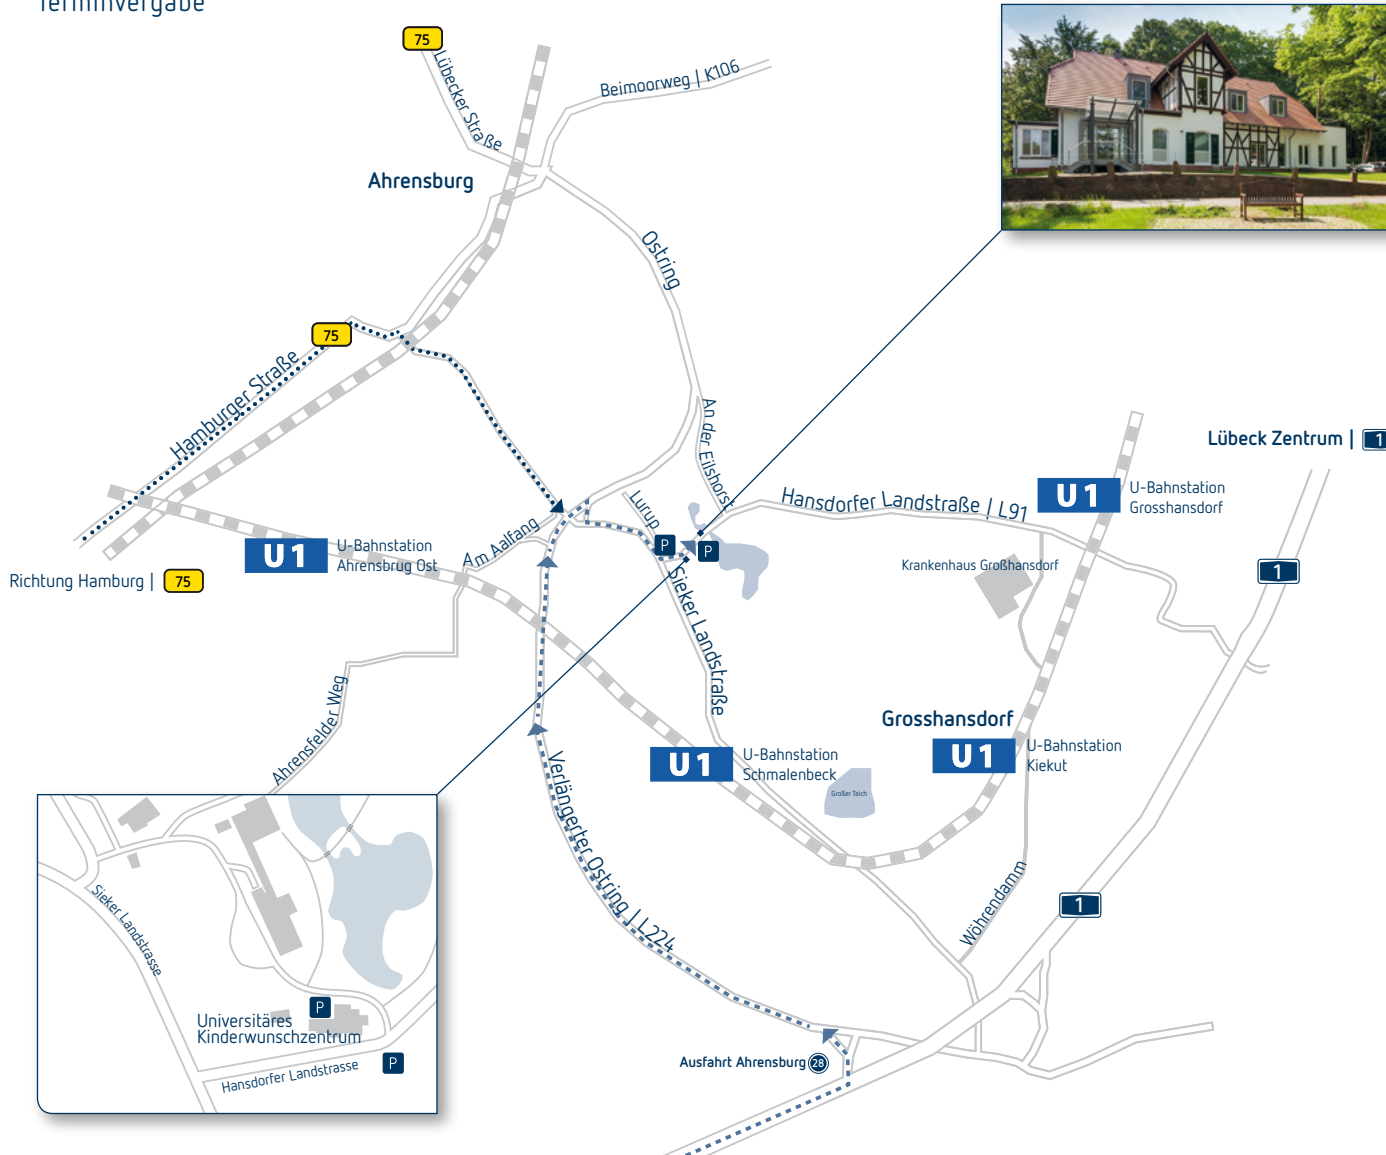 Terminvergabe
75
Lübecker Straße
Beimoorweg | K106
Ahrensburg
Ostring
75
Hamburger Straße
An der Eilshorst
Lübeck Zentrum | 1
U1
U-Bahnstation
Grosshansdorf
Hansdorfer Landstraße | L91
Lurup
P
P
Am Aalfang
U1
U-Bahnstation
Ahrensbrug Ost
Richtung Hamburg | 75
Krankenhaus Großhansdorf
1
Sieker Landstraße
Ahrensfelder Weg
Grosshansdorf
U1
U-Bahnstation
Kiekut
U1
U-Bahnstation
Schmalenbeck
Großer Teich
Verlängerter Ostring | L224
Wöhrendamm
1
Sieker Landstrasse
P
Universitäres
Kinderwunschzentrum
P
Hansdorfer Landstrasse
Ausfahrt Ahrensburg 28